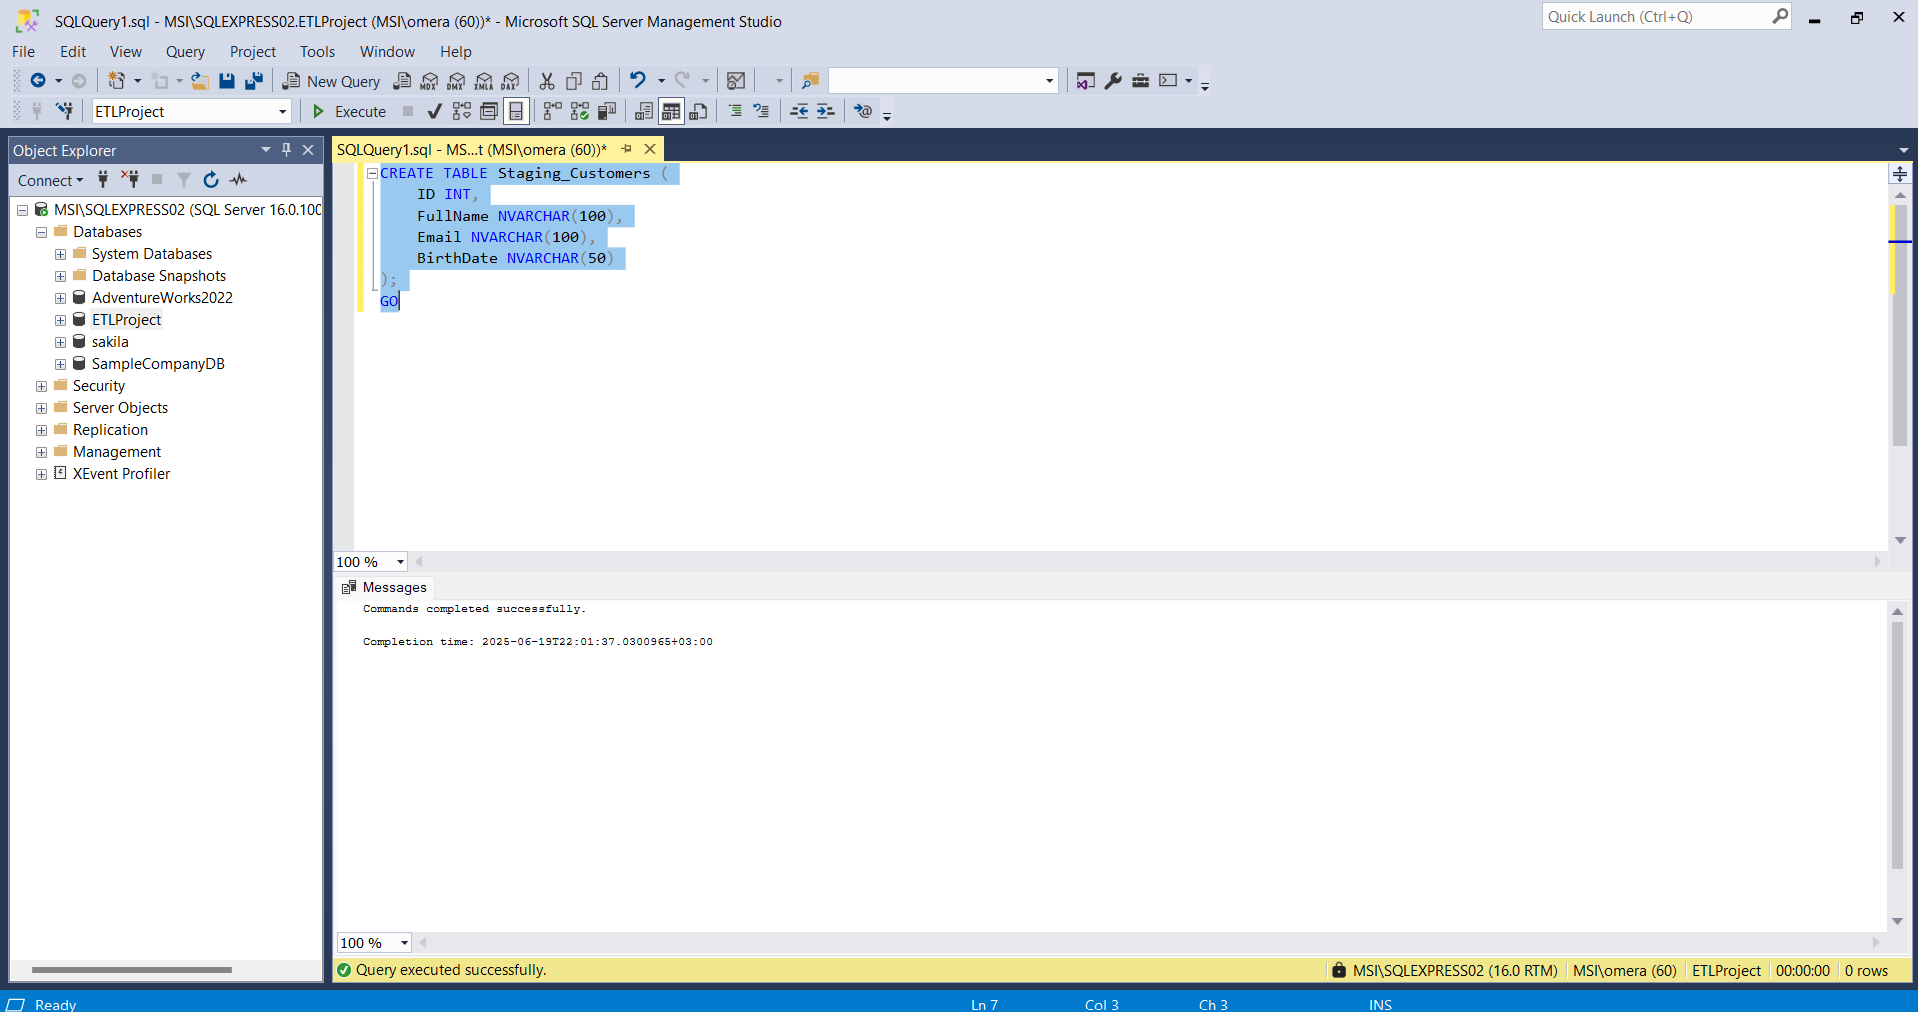 SQLQuery1.sql - MSI\SQLEXPRESS02.ETLProject (MSI\omera (60))* - Microsoft SQL Server Management Studio
Quick Launch (Ctrl+Q)
File Edit View Query Project Tools Window Help
New Query MDX DMX XMLA DAX
ETLProject Execute
Object Explorer
Connect
MSI\SQLEXPRESS02 (SQL Server 16.0.100
Databases
System Databases
Database Snapshots
AdventureWorks2022
ETLProject
sakila
SampleCompanyDB
Security
Server Objects
Replication
Management
XEvent Profiler
SQLQuery1.sql - MS...t (MSI\omera (60))*
CREATE TABLE Staging_Customers (
ID INT,
FullName NVARCHAR(100),
Email NVARCHAR(100),
BirthDate NVARCHAR(50)
);
GO
100 %
Messages
Commands completed successfully.
Completion time: 2025-06-19T22:01:37.0300965+03:00
100 %
Query executed successfully. MSI\SQLEXPRESS02 (16.0 RTM) MSI\omera (60) ETLProject 00:00:00 0 rows
Ready Ln 7 Col 3 Ch 3 INS